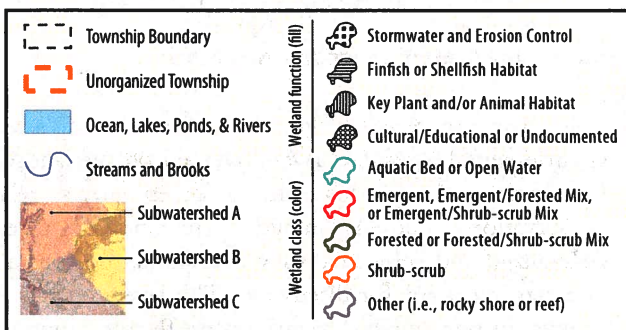 Township Boundary
Unorganized Township
Ocean, Lakes, Ponds, & Rivers
Streams and Brooks
Subwatershed A
Subwatershed B
Subwatershed C
Wetland function (fill)
Stormwater and Erosion Control
Finfish or Shellfish Habitat
Key Plant and/or Animal Habitat
Cultural/Educational or Undocumented
Wetland class (color)
Aquatic Bed or Open Water
Emergent, Emergent/Forested Mix,
or Emergent/Shrub-scrub Mix
Forested or Forested/Shrub-scrub Mix
Shrub-scrub
Other (i.e., rocky shore or reef)